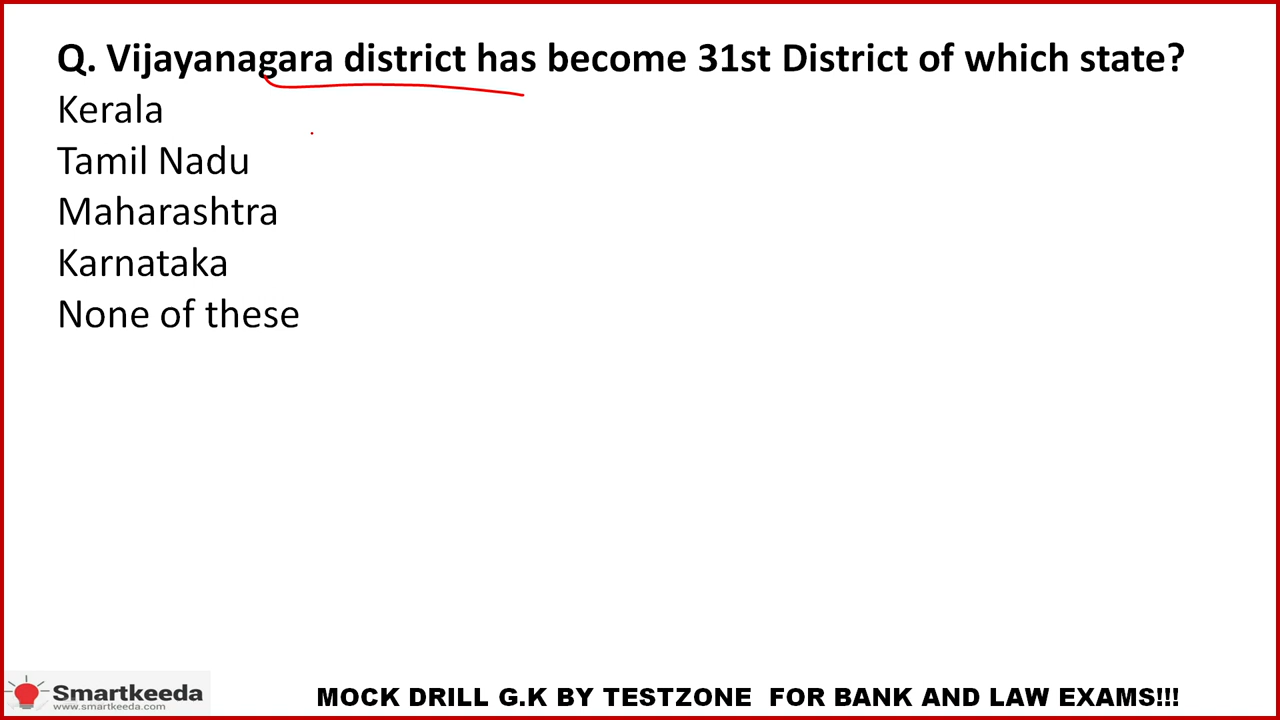 Q. Vijayanagara district has become 31st District of which state?
Kerala
Tamil Nadu
Maharashtra
Karnataka
None of these
Smartkeeda
www.smartkeeda.com
MOCK DRILL G.K BY TESTZONE FOR BANK AND LAW EXAMS!!!